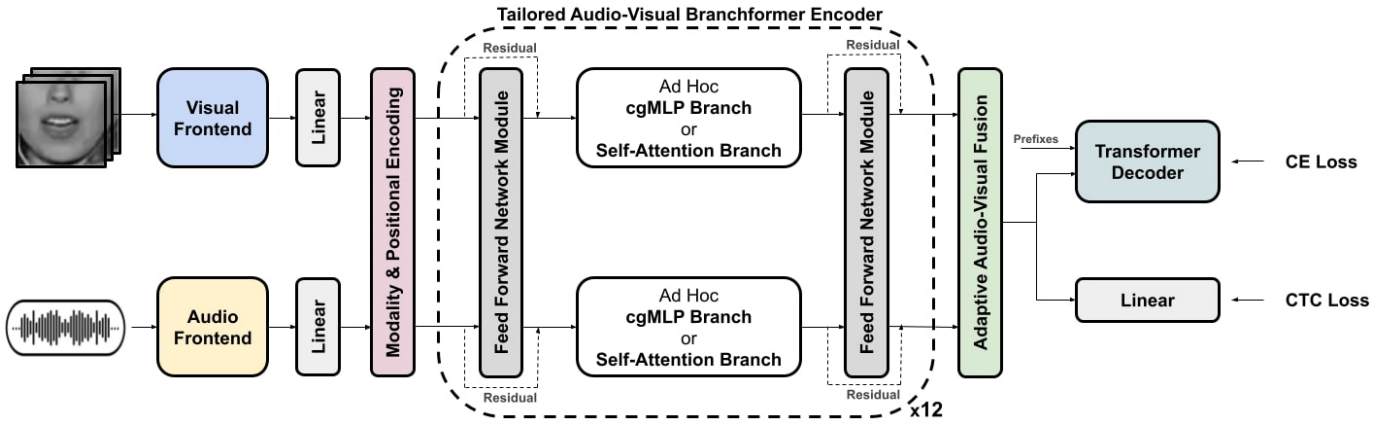 Tailored Audio-Visual Branchformer Encoder
Residual
Residual
Visual
Frontend
Linear
Modality & Positional Encoding
Feed Forward Network Module
Ad Hoc
cgMLP Branch
or
Self-Attention Branch
Feed Forward Network Module
Adaptive Audio-Visual Fusion
Prefixes
Transformer
Decoder
CE Loss
Audio
Frontend
Linear
Ad Hoc
cgMLP Branch
or
Self-Attention Branch
Linear
CTC Loss
Residual
Residual
x12